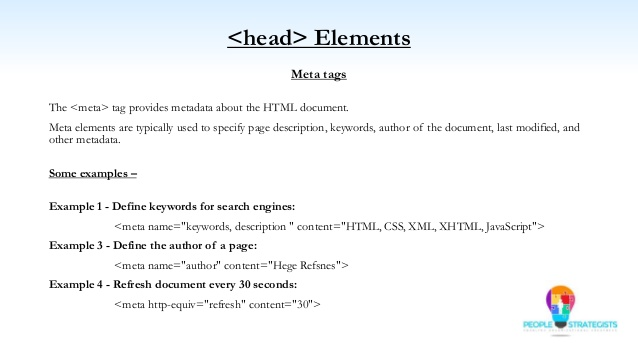 <head> Elements
Meta tags
The <meta> tag provides metadata about the HTML document.
Meta elements are typically used to specify page description, keywords, author of the document, last modified, and
other metadata.
Some examples –
Example 1 - Define keywords for search engines:
<meta name="keywords, description " content="HTML, CSS, XML, XHTML, JavaScript">
Example 3 - Define the author of a page:
<meta name="author" content="Hege Refsnes">
Example 4 - Refresh document every 30 seconds:
<meta http-equiv="refresh" content="30">
PEOPLE STRATEGISTS